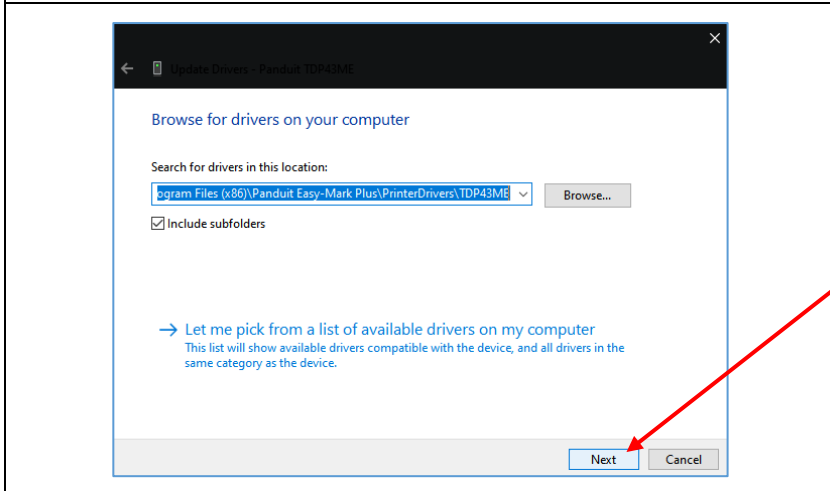 Update Drivers - Panduit TDP43ME
Browse for drivers on your computer
Search for drivers in this location:
ogram Files (x86)\Panduit Easy-Mark Plus\PrinterDrivers\TDP43ME
Browse...
Include subfolders
Let me pick from a list of available drivers on my computer
This list will show available drivers compatible with the device, and all drivers in the
same category as the device.
Next Cancel